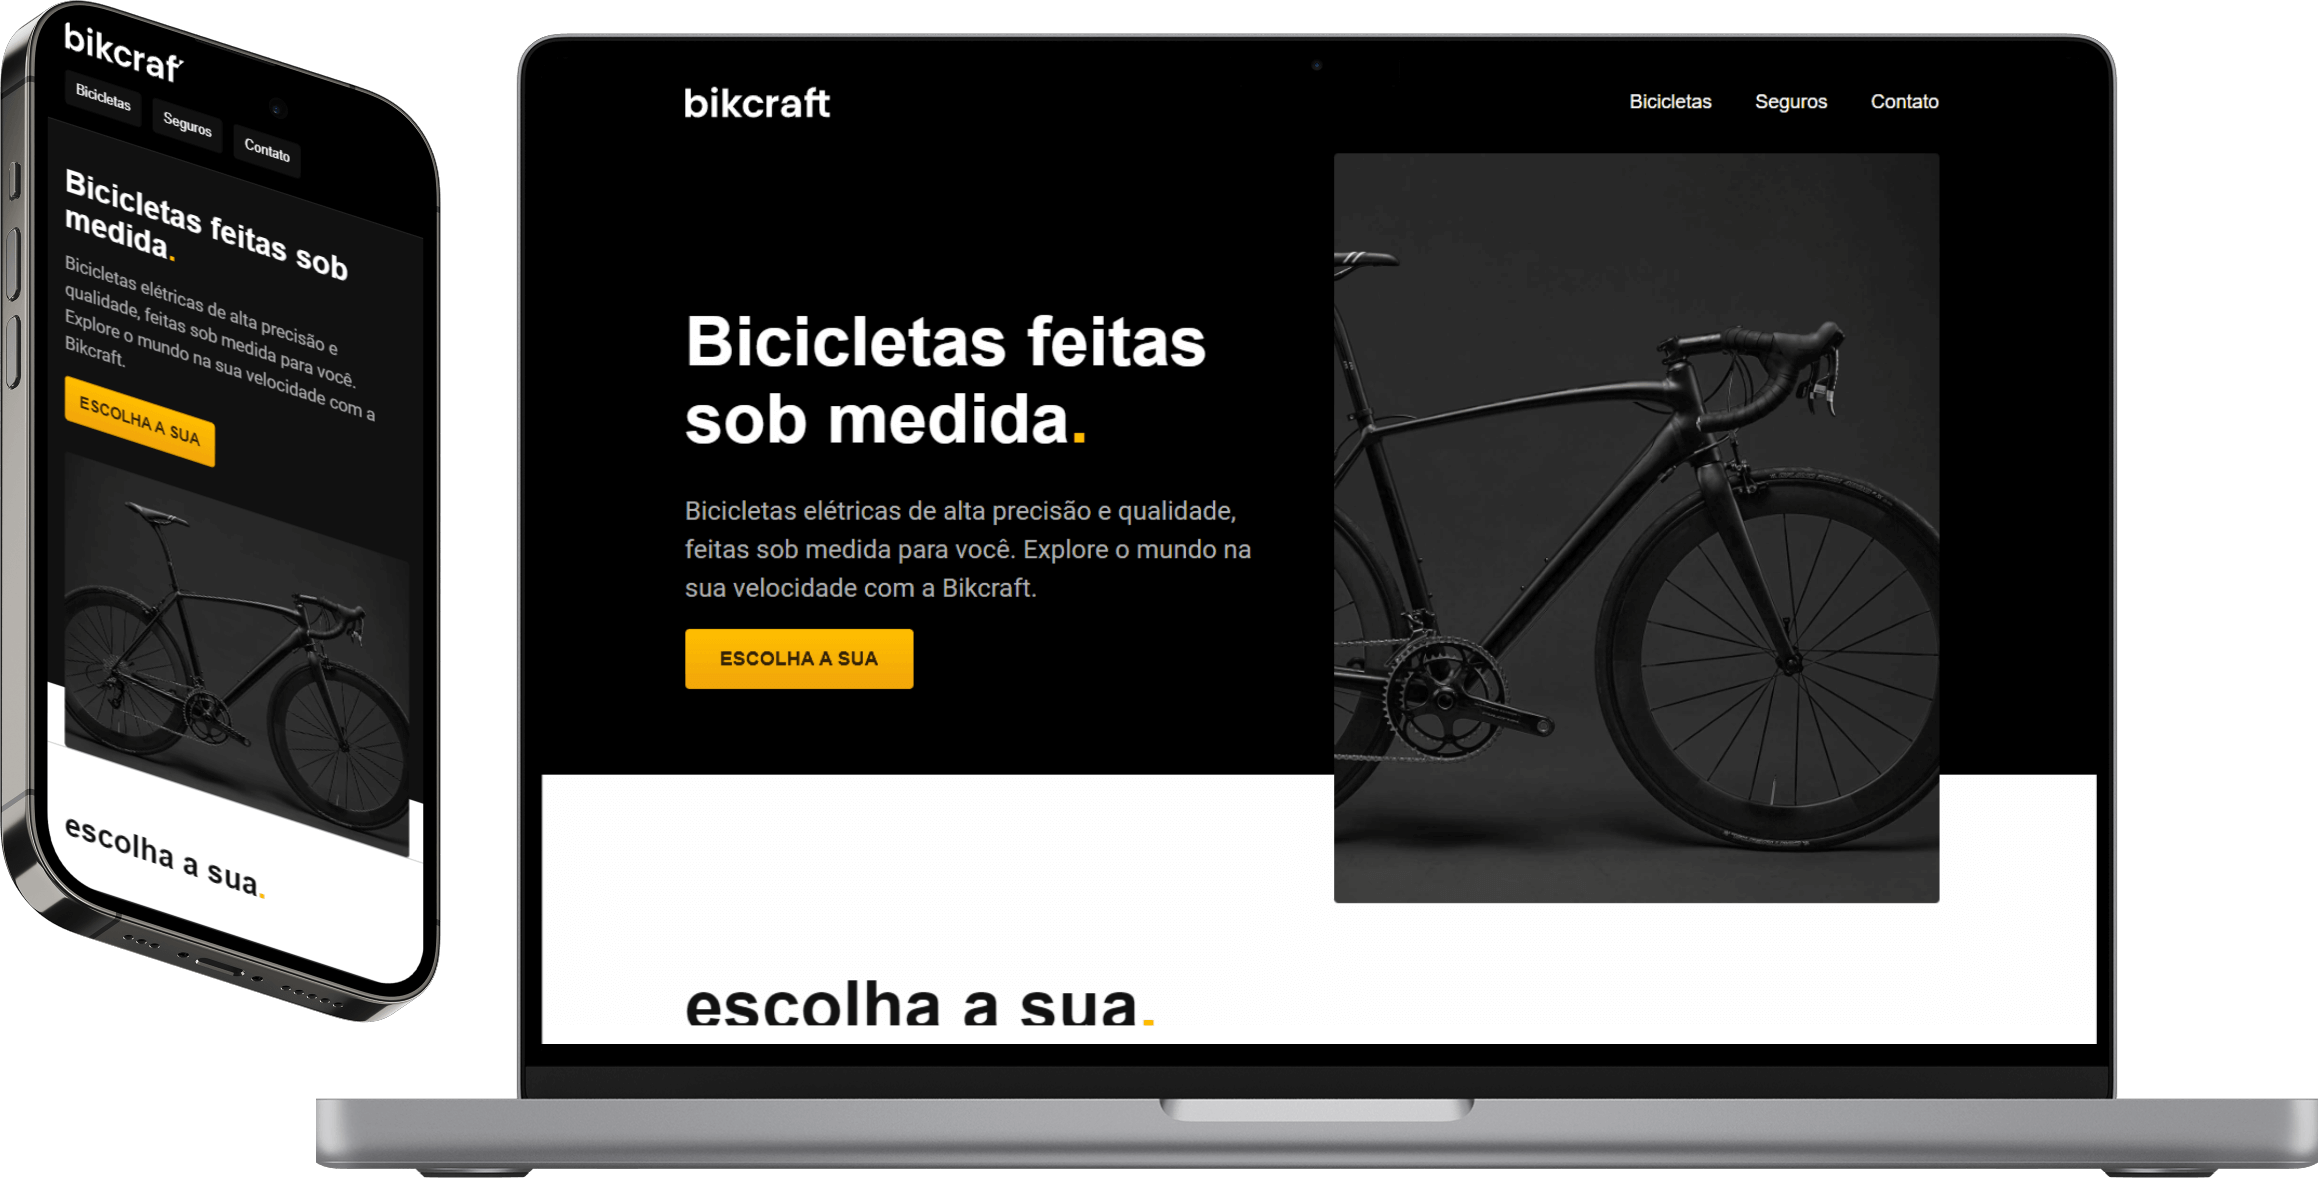 bikcraf
Bicicletas
Seguros
Contato
Bicicletas feitas sob
medida.
Bicicletas elétricas de alta precisão e
qualidade, feitas sob medida para você.
Explore o mundo na sua velocidade com a
Bikcraft.
ESCOLHA A SUA
escolha a sua.
bikcraft
Bicicletas
Seguros
Contato
Bicicletas feitas
sob medida.
Bicicletas elétricas de alta precisão e qualidade,
feitas sob medida para você. Explore o mundo na
sua velocidade com a Bikcraft.
ESCOLHA A SUA
escolha a sua.